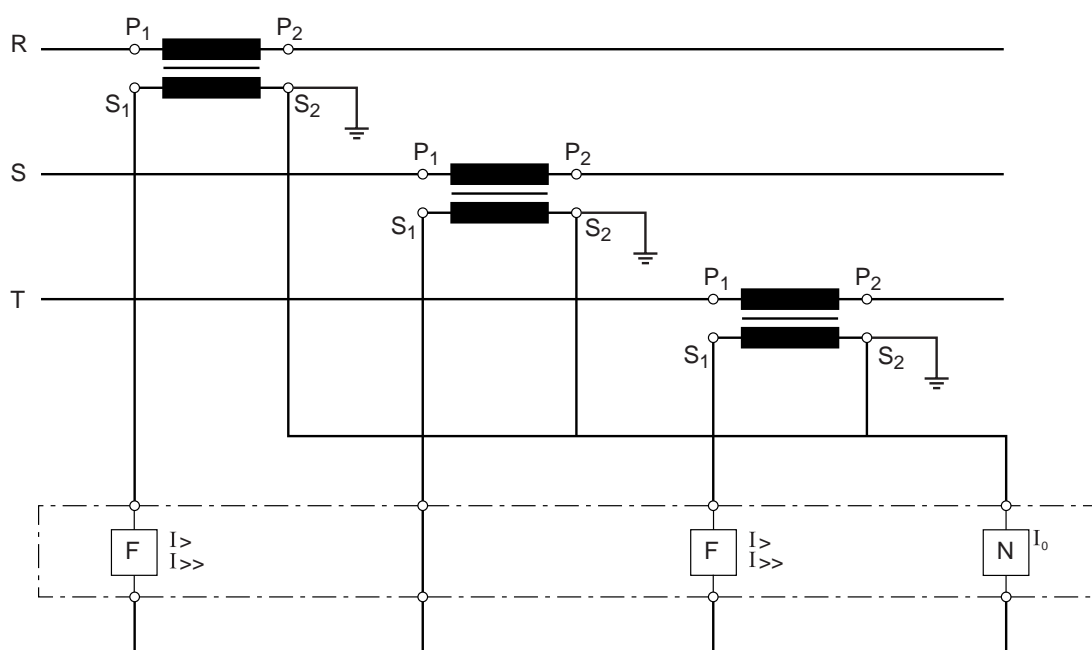 R P₁ P₂
S₁ S₂
S P₁ P₂
S₁ S₂
T P₁ P₂
S₁ S₂
F I> F I> N I₀
I>> I>>